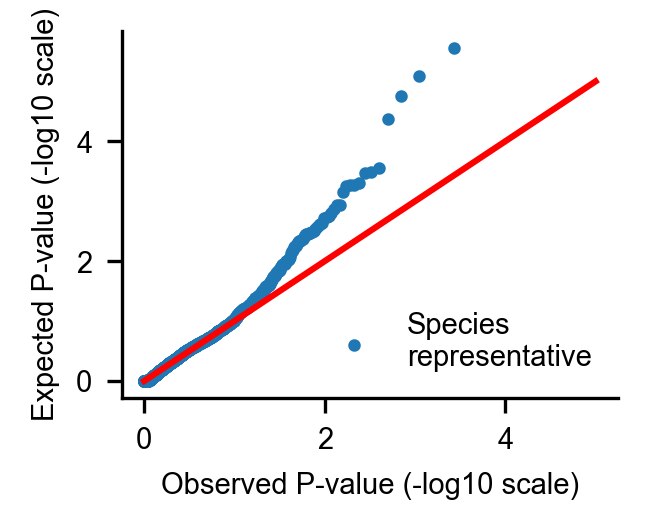 Expected P-value (-log10 scale)
4
2
0
Species
representative
0 2 4
Observed P-value (-log10 scale)